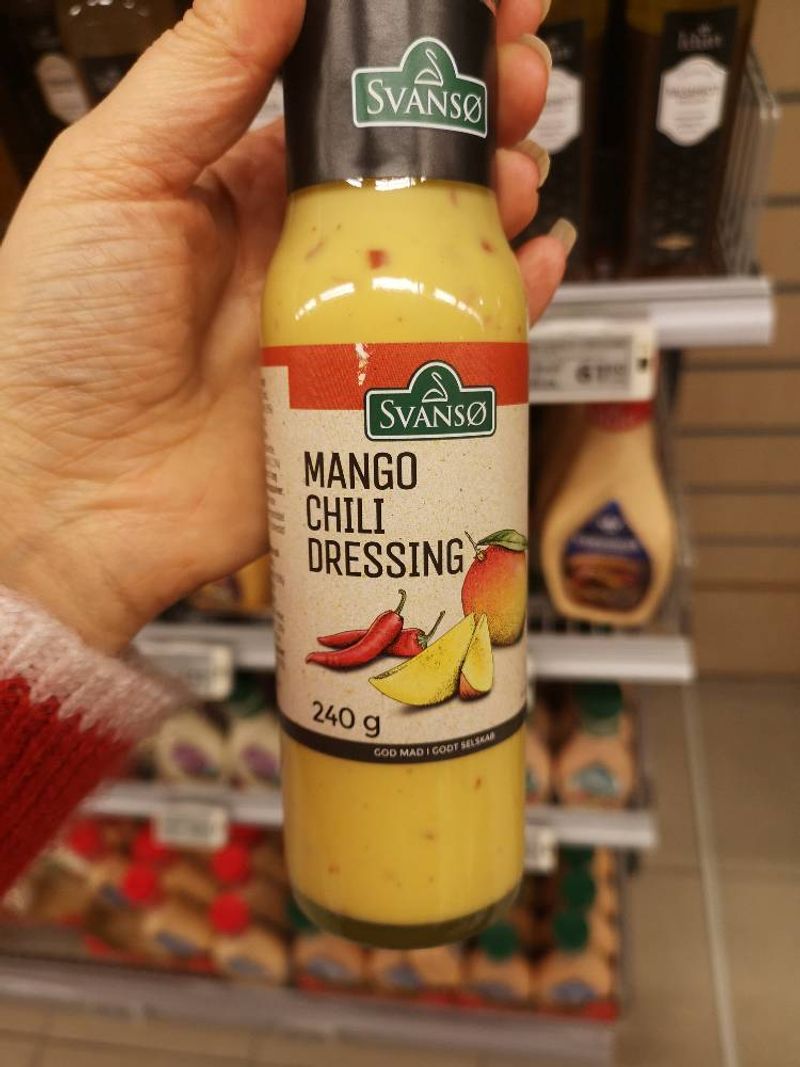 SVANSØ
SVANSØ
MANGO
CHILI
DRESSING
240 g
GOD MAD I GODT SELSKAB